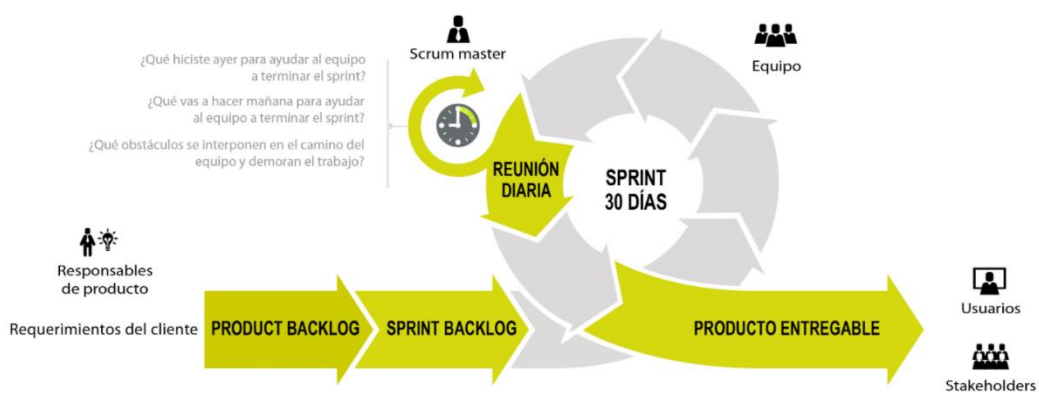 Scrum master
¿Qué hiciste ayer para ayudar al equipo
a terminar el sprint?
¿Qué vas a hacer mañana para ayudar
al equipo a terminar el sprint?
¿Qué obstáculos se interponen en el camino del
equipo y demoran el trabajo?
Equipo
REUNIÓN
DIARIA
SPRINT
30 DÍAS
Responsables
de producto
Requerimientos del cliente
PRODUCT BACKLOG
SPRINT BACKLOG
PRODUCTO ENTREGABLE
Usuarios
Stakeholders